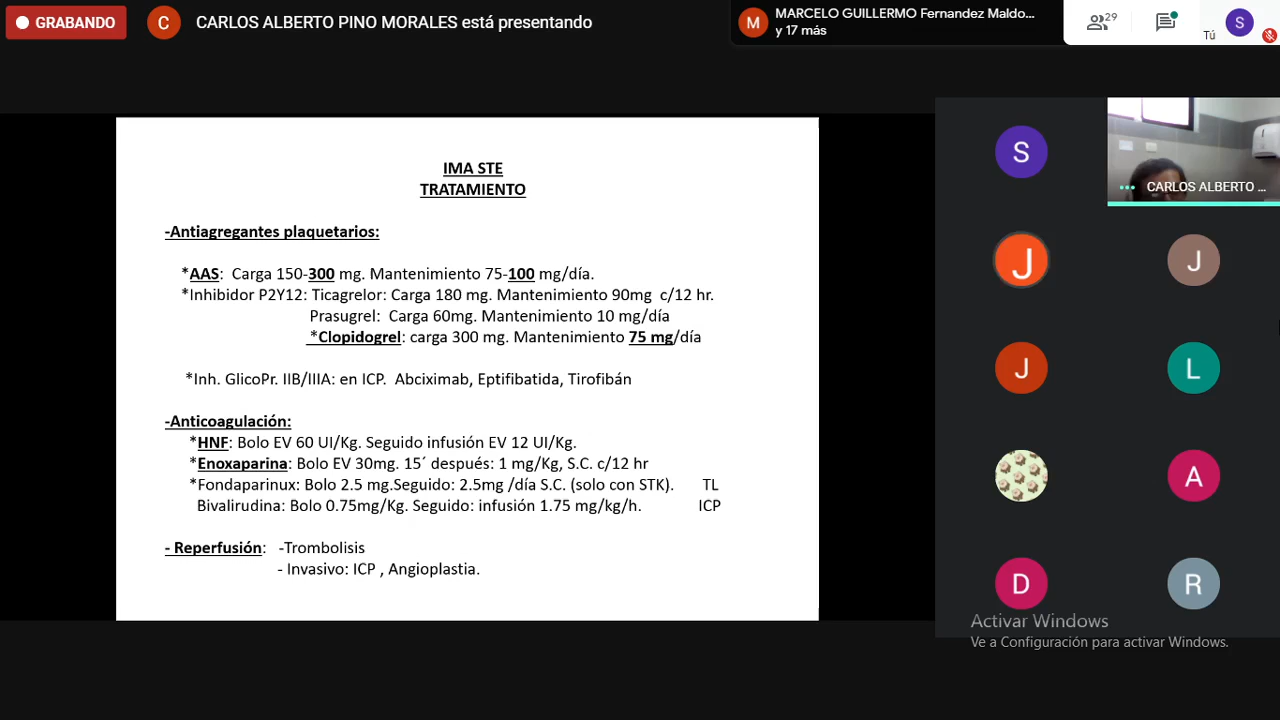 GRABANDO
C
CARLOS ALBERTO PINO MORALES está presentando
M
MARCELO GUILLERMO Fernandez Maldo...
y 17 más
29
Tú
S
IMA STE
TRATAMIENTO
-Antiagregantes plaquetarios:
*AAS: Carga 150-300 mg. Mantenimiento 75-100 mg/día.
*Inhibidor P2Y12: Ticagrelor: Carga 180 mg. Mantenimiento 90mg c/12 hr.
Prasugrel: Carga 60mg. Mantenimiento 10 mg/día
*Clopidogrel: carga 300 mg. Mantenimiento 75 mg/día
*Inh. GlicoPr. IIB/IIIA: en ICP. Abciximab, Eptifibatida, Tirofibán
-Anticoagulación:
*HNF: Bolo EV 60 UI/Kg. Seguido infusión EV 12 UI/Kg.
*Enoxaparina: Bolo EV 30mg. 15´ después: 1 mg/Kg, S.C. c/12 hr
*Fondaparinux: Bolo 2.5 mg.Seguido: 2.5mg /día S.C. (solo con STK). TL
Bivalirudina: Bolo 0.75mg/Kg. Seguido: infusión 1.75 mg/kg/h. ICP
- Reperfusión: -Trombolisis
- Invasivo: ICP , Angioplastia.
S
CARLOS ALBERTO ...
J
J
J
L
A
D
R
Activar Windows
Ve a Configuración para activar Windows.